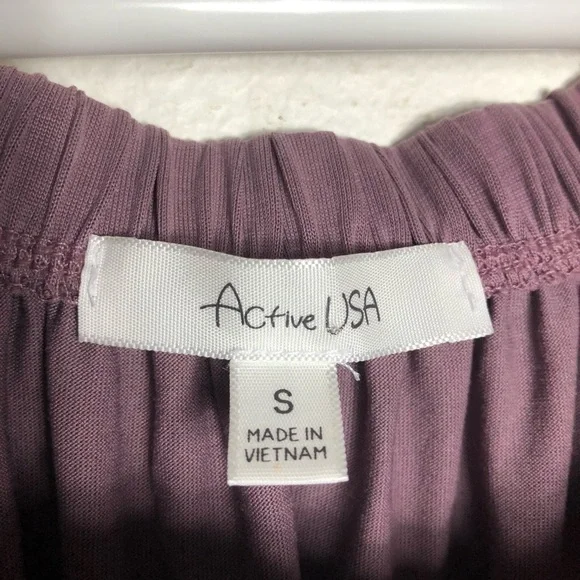 Active USA
S
MADE IN
VIETNAM